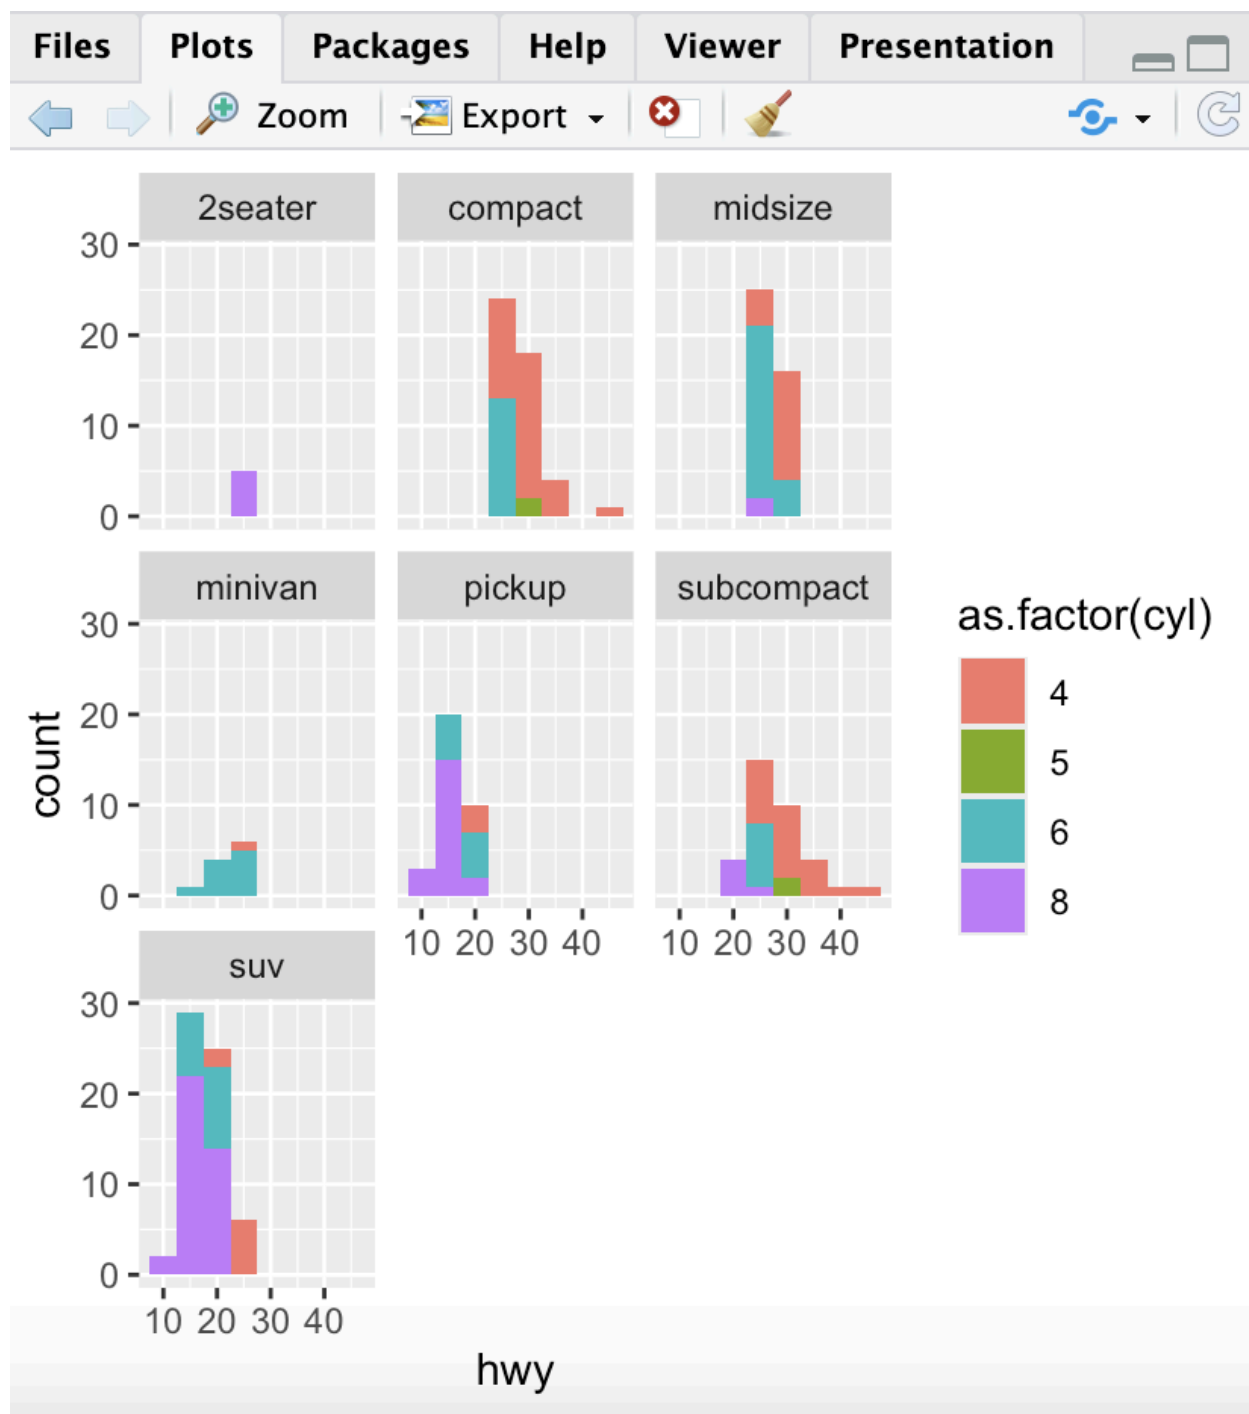 Files Plots Packages Help Viewer Presentation
Zoom Export
2seater compact midsize
30
20
10
0
minivan pickup subcompact
30
20
10
0
10 20 30 40 10 20 30 40
suv
30
20
10
0
10 20 30 40
count
hwy
as.factor(cyl)
4
5
6
8